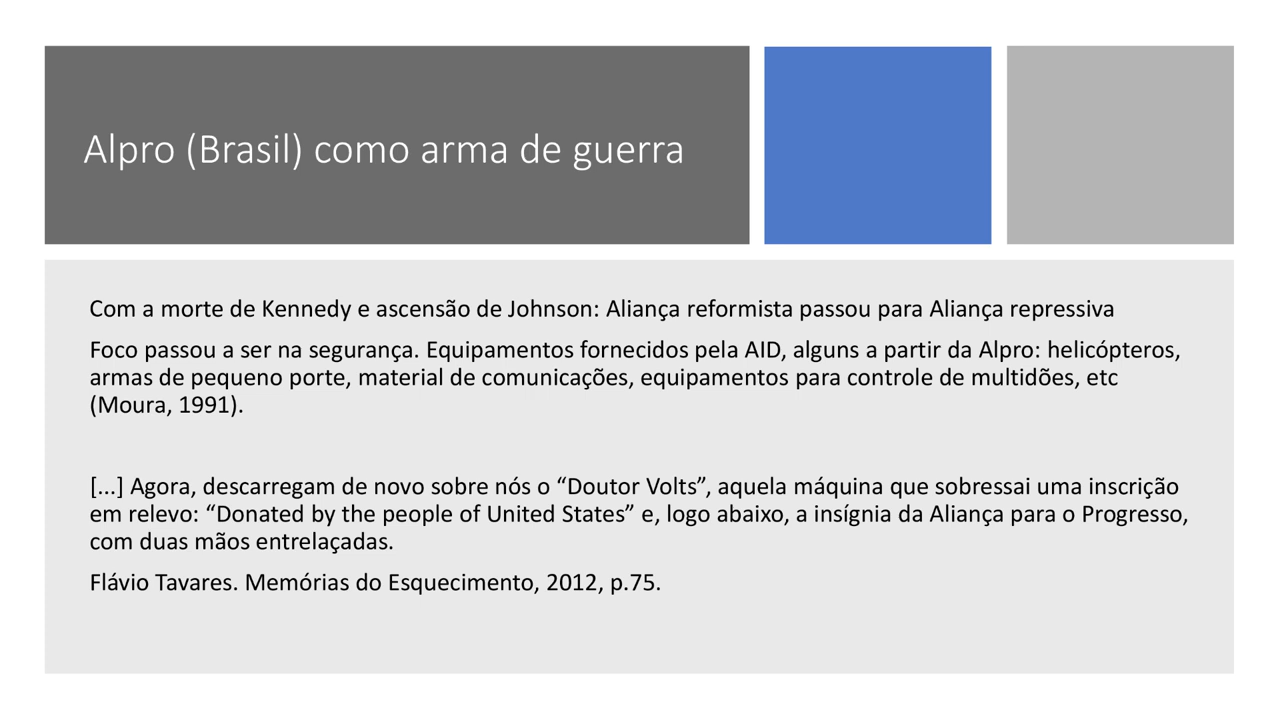 Alpro (Brasil) como arma de guerra
Com a morte de Kennedy e ascensão de Johnson: Aliança reformista passou para Aliança repressiva
Foco passou a ser na segurança. Equipamentos fornecidos pela AID, alguns a partir da Alpro: helicópteros,
armas de pequeno porte, material de comunicações, equipamentos para controle de multidões, etc
(Moura, 1991).
[...] Agora, descarregam de novo sobre nós o “Doutor Volts”, aquela máquina que sobressai uma inscrição
em relevo: “Donated by the people of United States” e, logo abaixo, a insígnia da Aliança para o Progresso,
com duas mãos entrelaçadas.
Flávio Tavares. Memórias do Esquecimento, 2012, p.75.